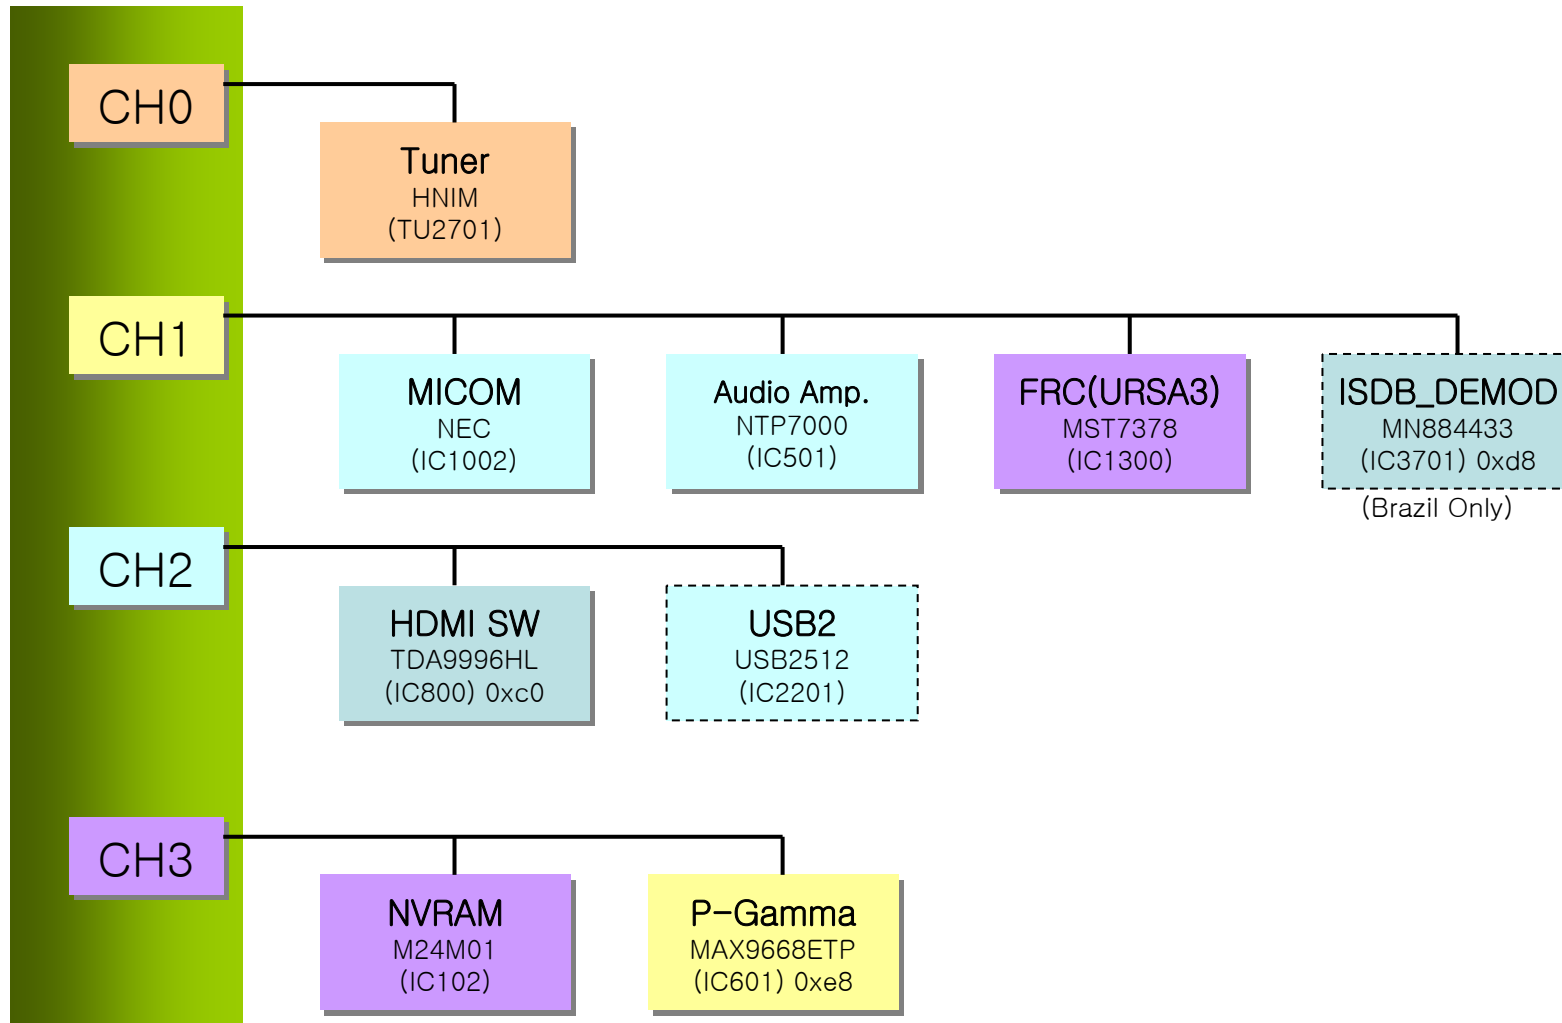 CH0
Tuner
HNIM
(TU2701)
CH1
MICOM
NEC
(IC1002)
Audio Amp.
NTP7000
(IC501)
FRC(URSA3)
MST7378
(IC1300)
ISDB_DEMOD
MN884433
(IC3701) 0xd8
(Brazil Only)
CH2
HDMI SW
TDA9996HL
(IC800) 0xc0
USB2
USB2512
(IC2201)
CH3
NVRAM
M24M01
(IC102)
P-Gamma
MAX9668ETP
(IC601) 0xe8